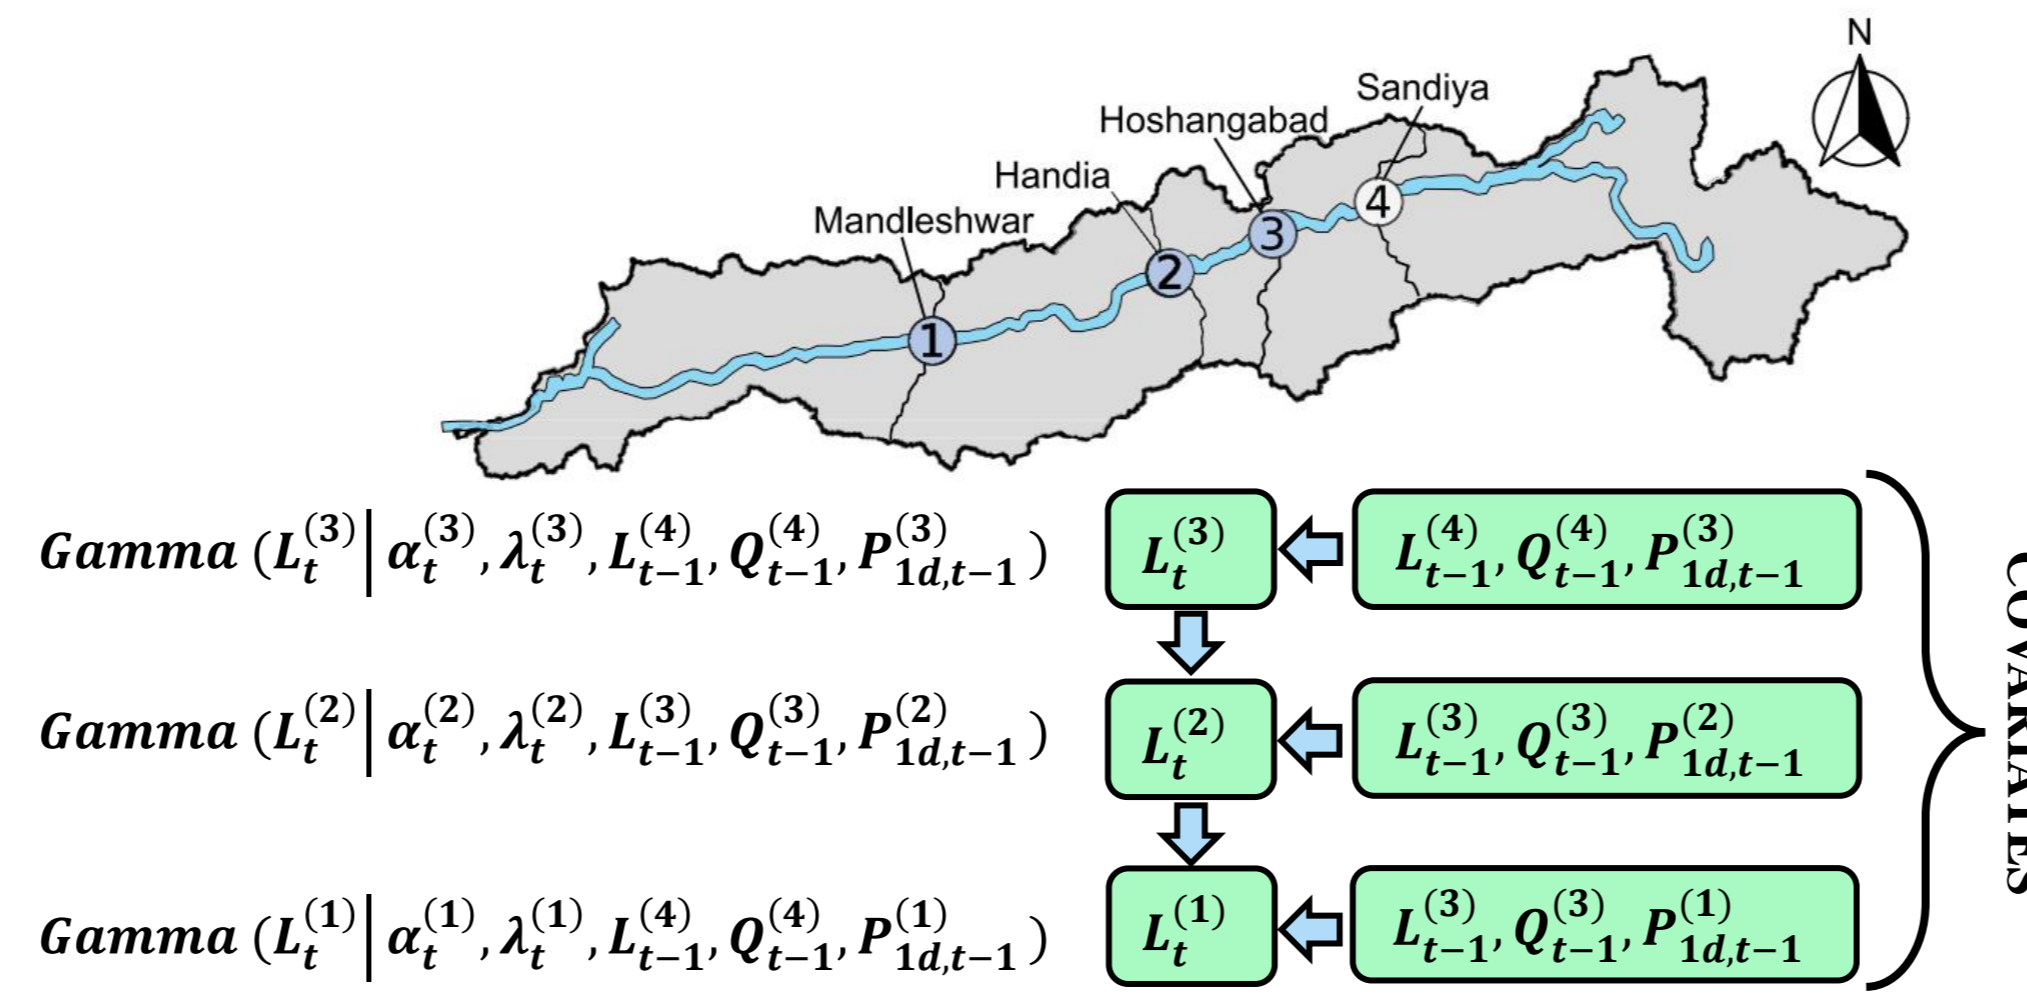 N
Sandiya
Hoshangabad
Handia
Mandleshwar
4
3
2
1
Gamma (L_t^{(3)} | α_t^{(3)}, λ_t^{(3)}, L_{t−1}^{(4)}, Q_{t−1}^{(4)}, P_{1d,t−1}^{(3)}) L_t^{(3)} L_{t−1}^{(4)}, Q_{t−1}^{(4)}, P_{1d,t−1}^{(3)}
Gamma (L_t^{(2)} | α_t^{(2)}, λ_t^{(2)}, L_{t−1}^{(3)}, Q_{t−1}^{(3)}, P_{1d,t−1}^{(2)}) L_t^{(2)} L_{t−1}^{(3)}, Q_{t−1}^{(3)}, P_{1d,t−1}^{(2)}
Gamma (L_t^{(1)} | α_t^{(1)}, λ_t^{(1)}, L_{t−1}^{(4)}, Q_{t−1}^{(4)}, P_{1d,t−1}^{(1)}) L_t^{(1)} L_{t−1}^{(3)}, Q_{t−1}^{(3)}, P_{1d,t−1}^{(1)}
COVARIATES